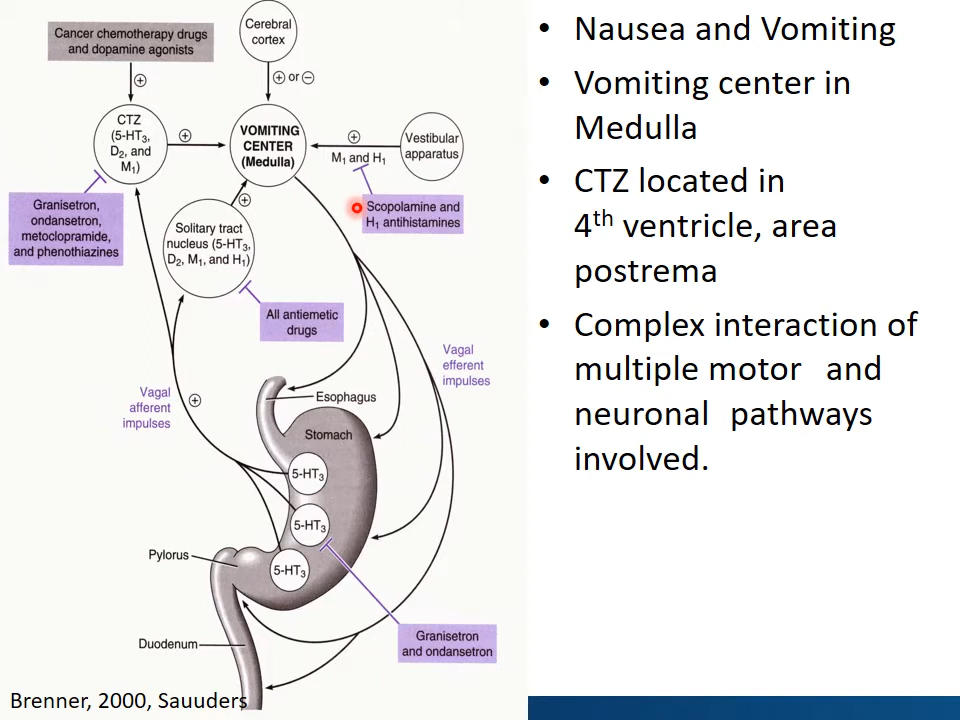 Cancer chemotherapy drugs
and dopamine agonists
Cerebral
cortex
+
+ or −
CTZ
(5-HT3,
D2, and
M1)
+
VOMITING
CENTER
(Medulla)
+
M1 and H1
Vestibular
apparatus
Granisetron,
ondansetron,
metoclopramide,
and phenothiazines
+
Scopolamine and
H1 antihistamines
Solitary tract
nucleus (5-HT3,
D2, M1, and H1)
All antiemetic
drugs
Vagal
efferent
impulses
Vagal
afferent
impulses
+
Esophagus
Stomach
5-HT3
5-HT3
5-HT3
Pylorus
Duodenum
Granisetron
and ondansetron
Brenner, 2000, Sauuders
• Nausea and Vomiting
• Vomiting center in
Medulla
• CTZ located in
4th ventricle, area
postrema
• Complex interaction of
multiple motor and
neuronal pathways
involved.